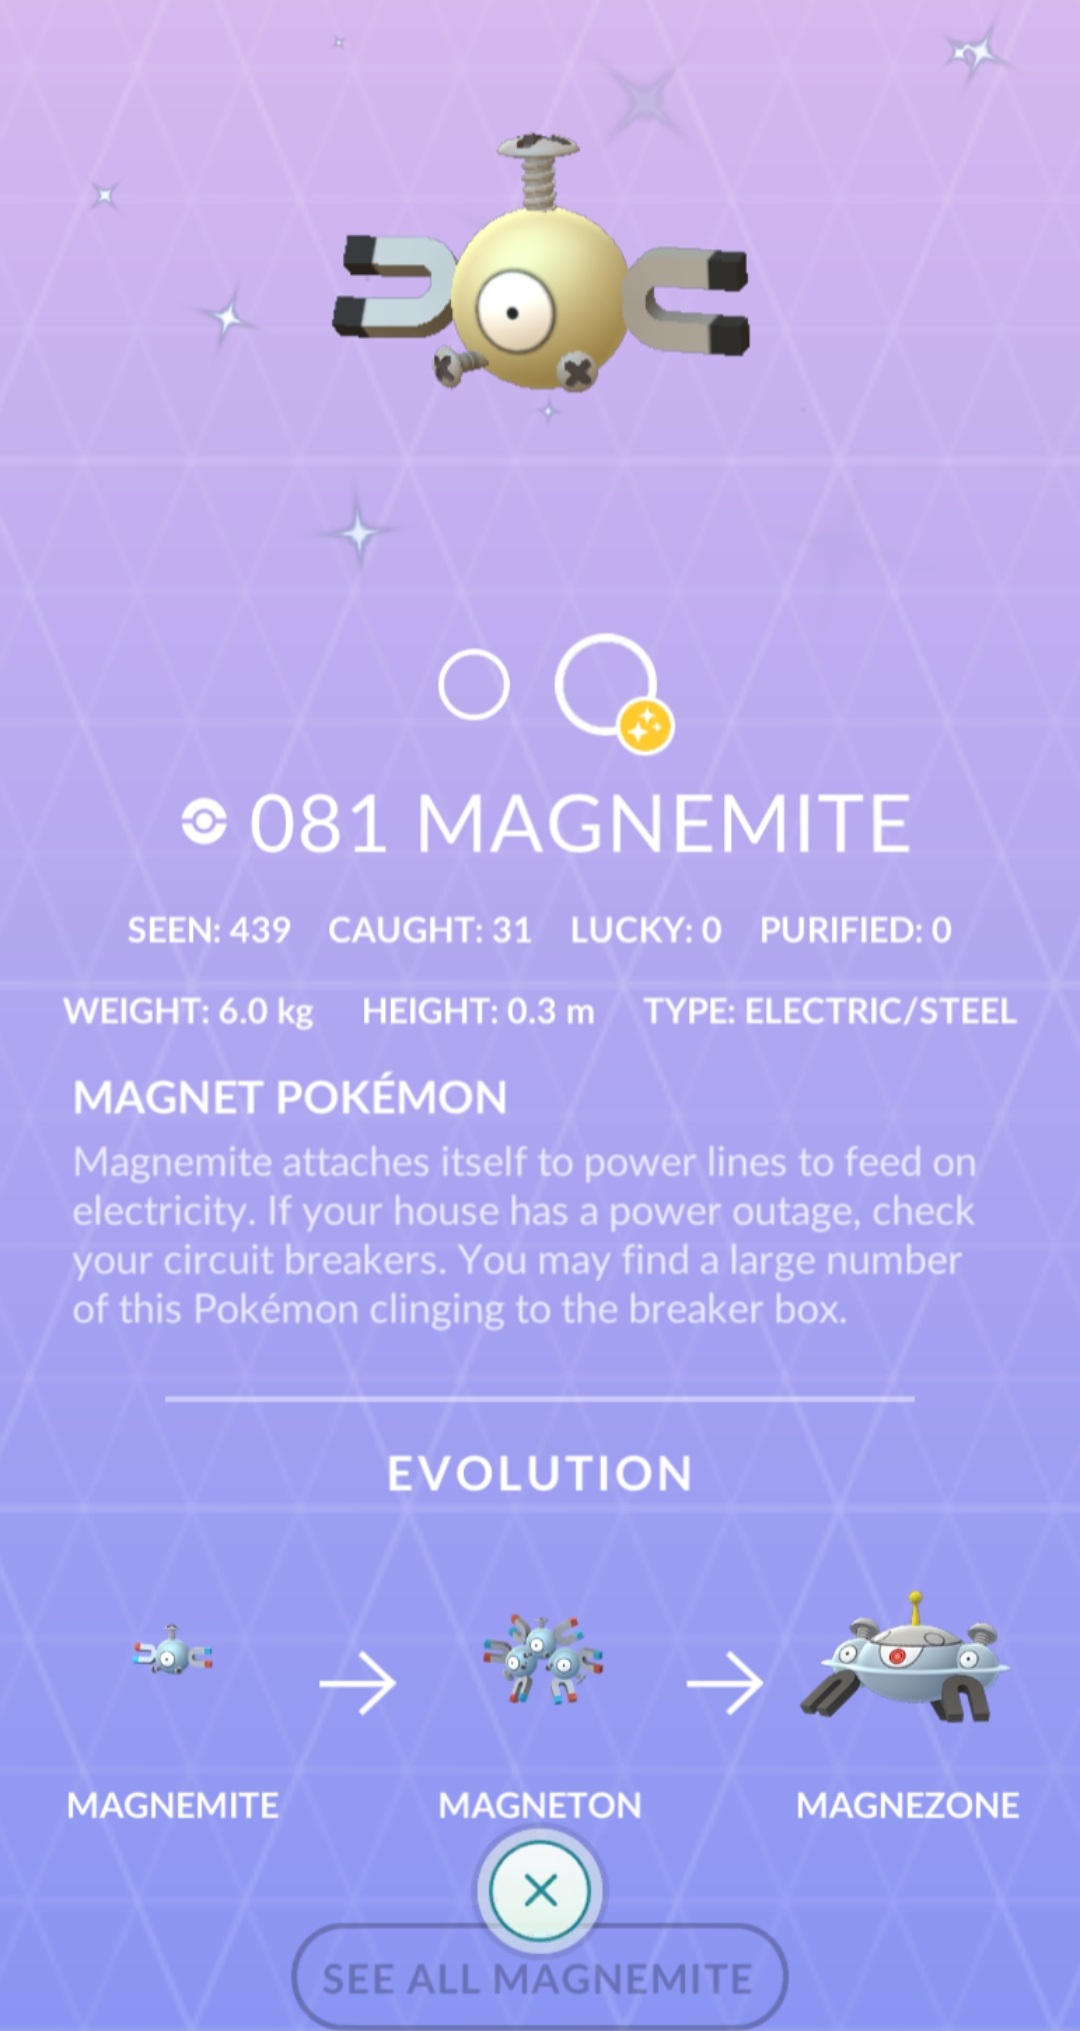 081 MAGNEMITE
SEEN: 439 CAUGHT: 31 LUCKY: 0 PURIFIED: 0
WEIGHT: 6.0 kg HEIGHT: 0.3 m TYPE: ELECTRIC/STEEL
MAGNET POKÉMON
Magnemite attaches itself to power lines to feed on
electricity. If your house has a power outage, check
your circuit breakers. You may find a large number
of this Pokémon clinging to the breaker box.
EVOLUTION
MAGNEMITE MAGNETON MAGNEZONE
SEE ALL MAGNEMITE